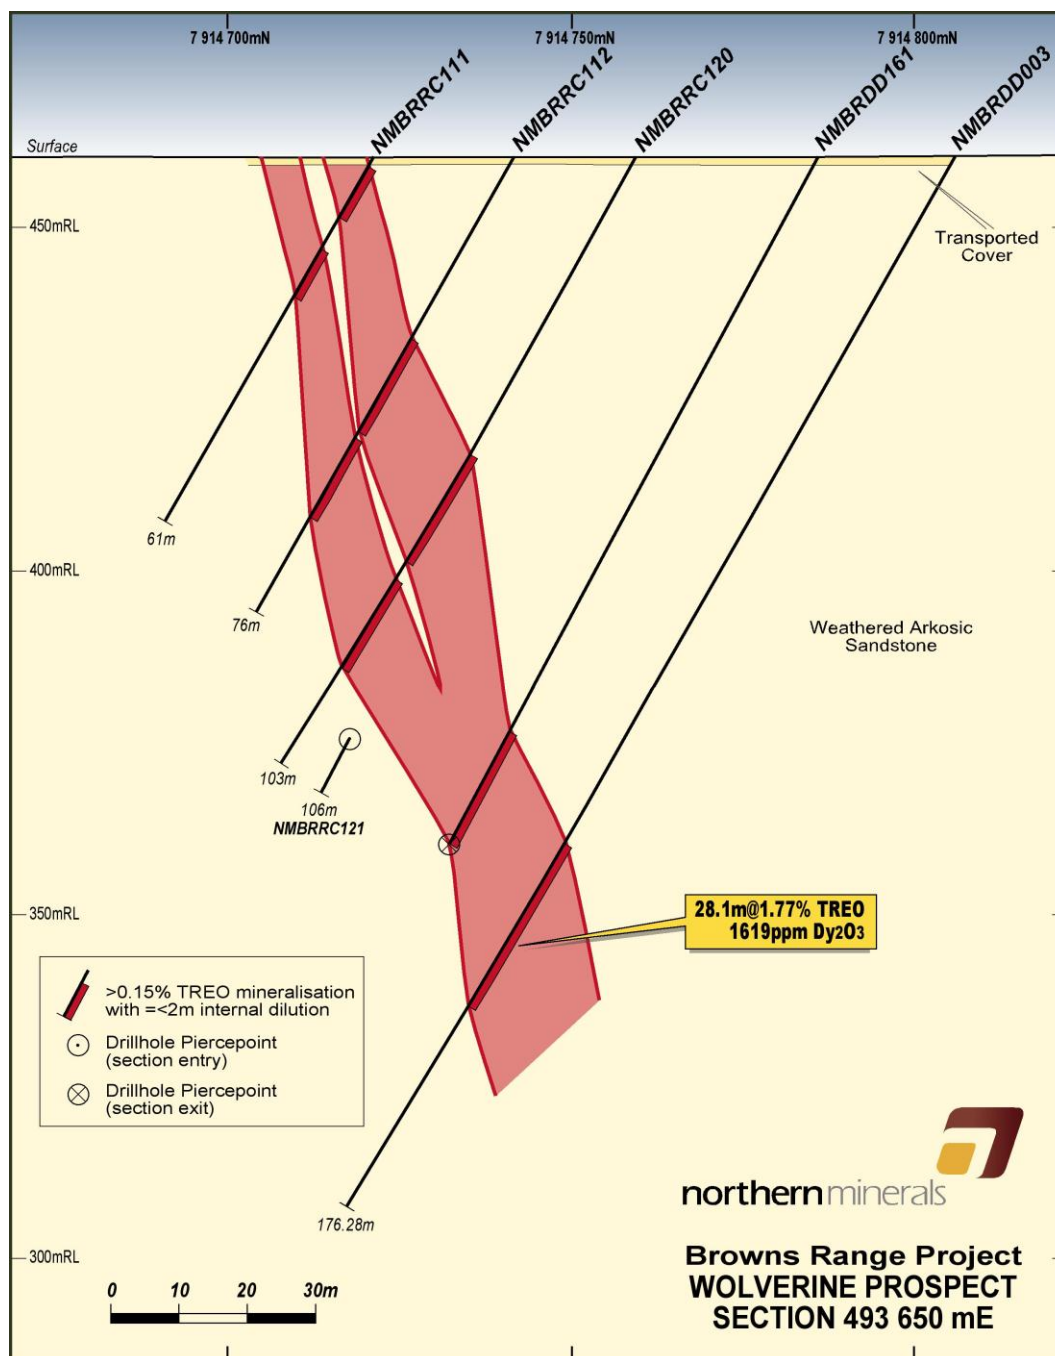 7 914 700mN
7 914 750mN
7 914 800mN
NMBRRC111
NMBRRC112
NMBRRC120
NMBRDD161
NMBRDD003
Surface
450mRL
Transported
Cover
61m
400mRL
76m
Weathered Arkosic
Sandstone
103m
106m
NMBRRC121
350mRL
28.1m@1.77% TREO
1619ppm Dy2O3
>0.15% TREO mineralisation
with =<2m internal dilution
Drillhole Piercepoint
(section entry)
Drillhole Piercepoint
(section exit)
176.28m
northernminerals
300mRL
Browns Range Project
WOLVERINE PROSPECT
SECTION 493 650 mE
0 10 20 30m